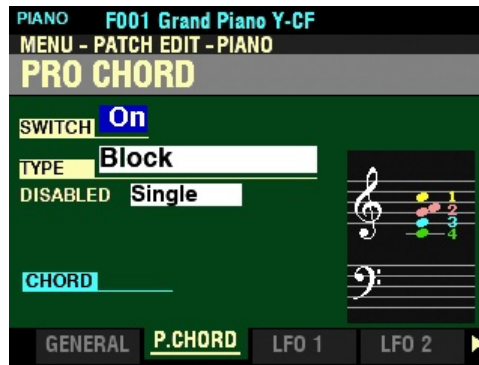 PIANO F001 Grand Piano Y-CF
MENU - PATCH EDIT - PIANO
PRO CHORD
SWITCH On
TYPE Block
DISABLED Single
1
2
3
4
CHORD
GENERAL P.CHORD LFO 1 LFO 2